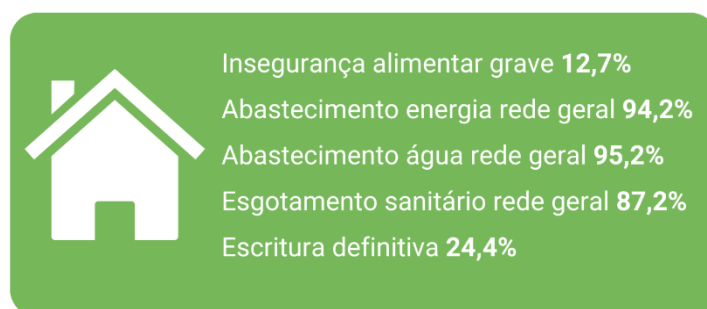 Insegurança alimentar grave 12,7%
Abastecimento energia rede geral 94,2%
Abastecimento água rede geral 95,2%
Esgotamento sanitário rede geral 87,2%
Escritura definitiva 24,4%